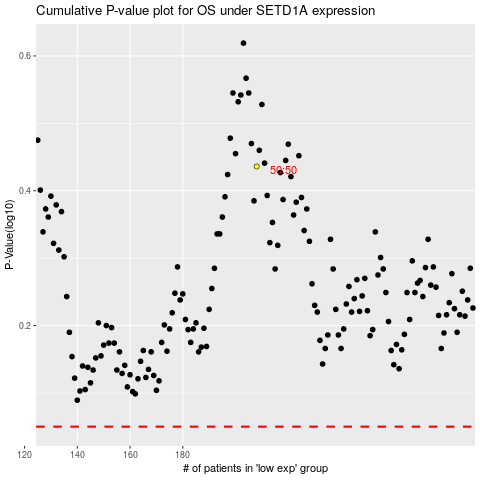 Cumulative P-value plot for OS under SETD1A expression
P-Value(log10)
0.6
0.4
0.2
50:50
120 140 160 180
# of patients in 'low exp' group